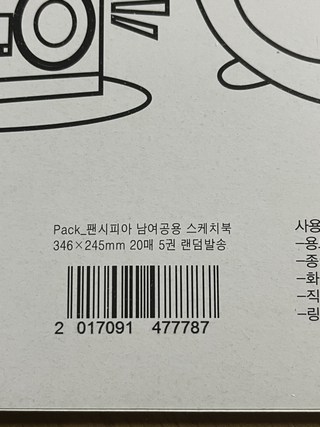 Pack_팬시피아 남여공용 스케치북
346×245mm 20매 5권 랜덤발송
2 017091 477787
사용
–용
–종
–화
–직
–링